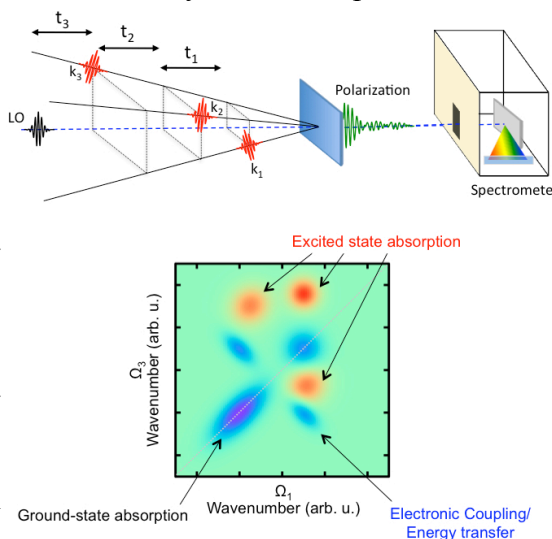 t₃
t₂
t₁
k₃
LO
k₂
k₁
Polarization
Spectromete
Excited state absorption
Ω₃
Wavenumber (arb. u.)
Ω₁
Wavenumber (arb. u.)
Ground-state absorption
Electronic Coupling/
Energy transfer